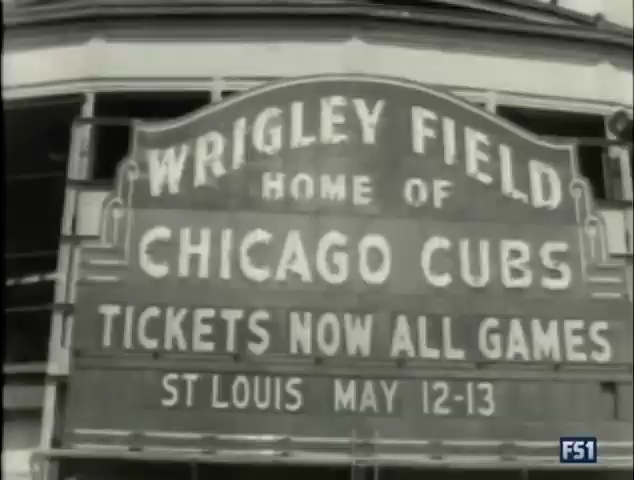 WRIGLEY FIELD
HOME OF
CHICAGO CUBS
TICKETS NOW ALL GAMES
ST LOUIS MAY 12-13
FS1